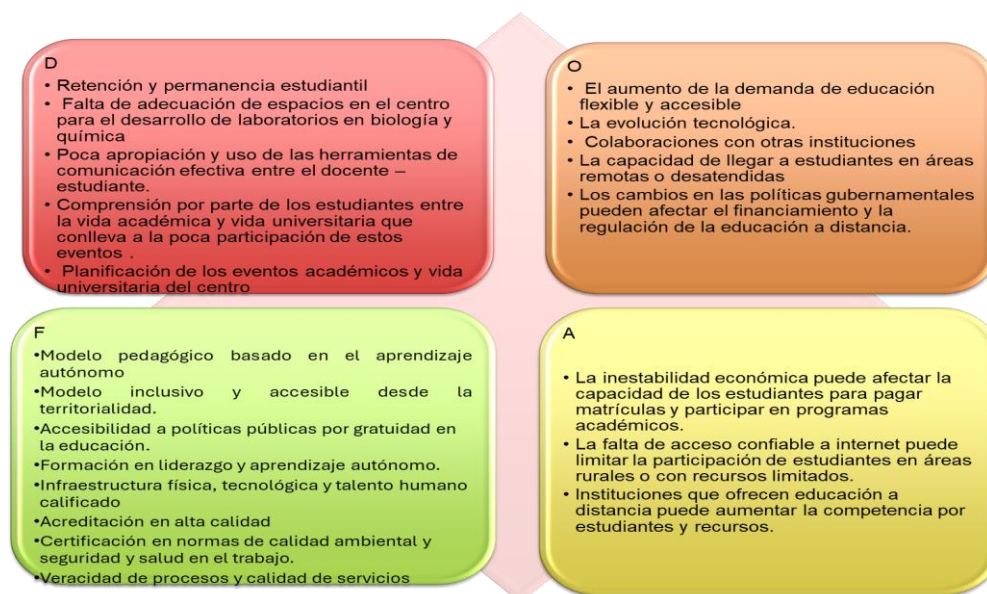 D
• Retención y permanencia estudiantil
• Falta de adecuación de espacios en el centro
para el desarrollo de laboratorios en biología y
química
• Poca apropiación y uso de las herramientas de
comunicación efectiva entre el docente –
estudiante.
• Comprensión por parte de los estudiantes entre
la vida académica y vida universitaria que
conlleva a la poca participación de estos
eventos .
• Planificación de los eventos académicos y vida
universitaria del centro
O
• El aumento de la demanda de educación
flexible y accesible
• La evolución tecnológica.
• Colaboraciones con otras instituciones
• La capacidad de llegar a estudiantes en áreas
remotas o desatendidas
• Los cambios en las políticas gubernamentales
pueden afectar el financiamiento y la
regulación de la educación a distancia.
F
•Modelo pedagógico basado en el aprendizaje
autónomo
•Modelo inclusivo y accesible desde la
territorialidad.
•Accesibilidad a políticas públicas por gratuidad en
la educación.
•Formación en liderazgo y aprendizaje autónomo.
•Infraestructura física, tecnológica y talento humano
calificado
•Acreditación en alta calidad
•Certificación en normas de calidad ambiental y
seguridad y salud en el trabajo.
•Veracidad de procesos y calidad de servicios
A
• La inestabilidad económica puede afectar la
capacidad de los estudiantes para pagar
matrículas y participar en programas
académicos.
• La falta de acceso confiable a internet puede
limitar la participación de estudiantes en áreas
rurales o con recursos limitados.
• Instituciones que ofrecen educación a
distancia puede aumentar la competencia por
estudiantes y recursos.